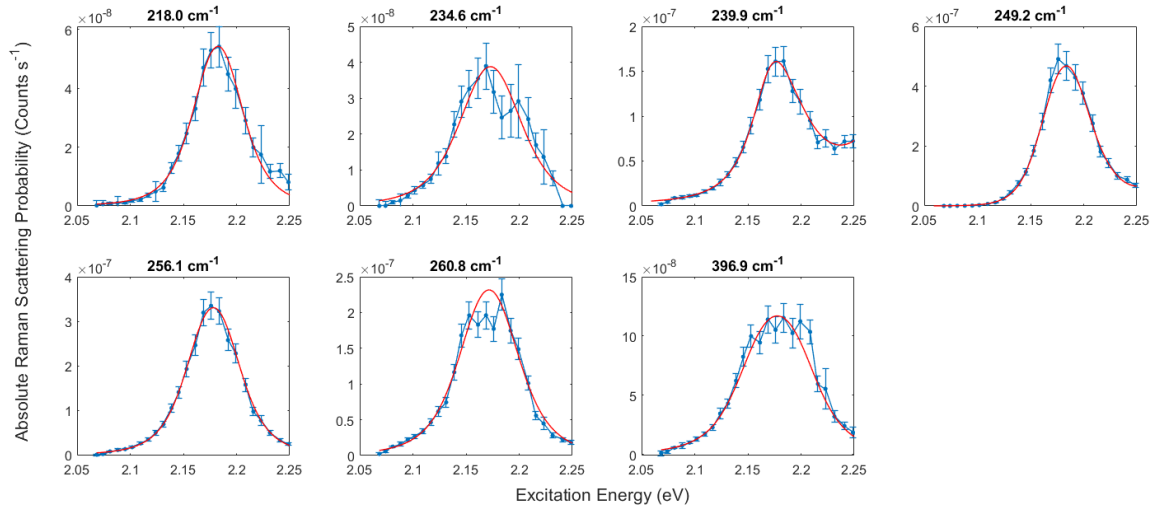 Absolute Raman Scattering Probability (Counts s⁻¹)
218.0 cm⁻¹
×10⁻⁸
6
4
2
0
2.05 2.1 2.15 2.2 2.25
234.6 cm⁻¹
×10⁻⁸
5
4
3
2
1
0
2.05 2.1 2.15 2.2 2.25
239.9 cm⁻¹
×10⁻⁷
2
1.5
1
0.5
0
2.05 2.1 2.15 2.2 2.25
249.2 cm⁻¹
×10⁻⁷
6
4
2
0
2.05 2.1 2.15 2.2 2.25
256.1 cm⁻¹
×10⁻⁷
4
3
2
1
0
2.05 2.1 2.15 2.2 2.25
260.8 cm⁻¹
×10⁻⁷
2.5
2
1.5
1
0.5
0
2.05 2.1 2.15 2.2 2.25
396.9 cm⁻¹
×10⁻⁸
15
10
5
0
2.05 2.1 2.15 2.2 2.25
Excitation Energy (eV)